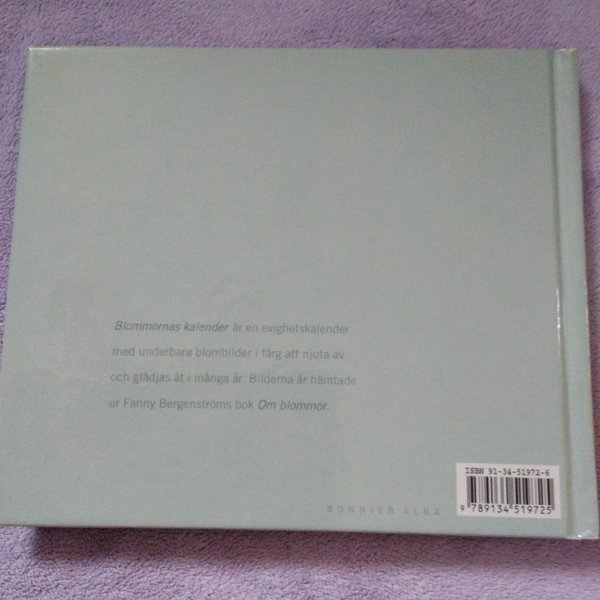 Blommornas kalender är en evighetskalender
med underbara blombilder i färg att njuta av
och glädjas åt i många år. Bilderna är hämtade
ur Fanny Bergenströms bok Om blommor.
ISBN 91-34-51972-6
9 789134 519725
BONNIER ALBA